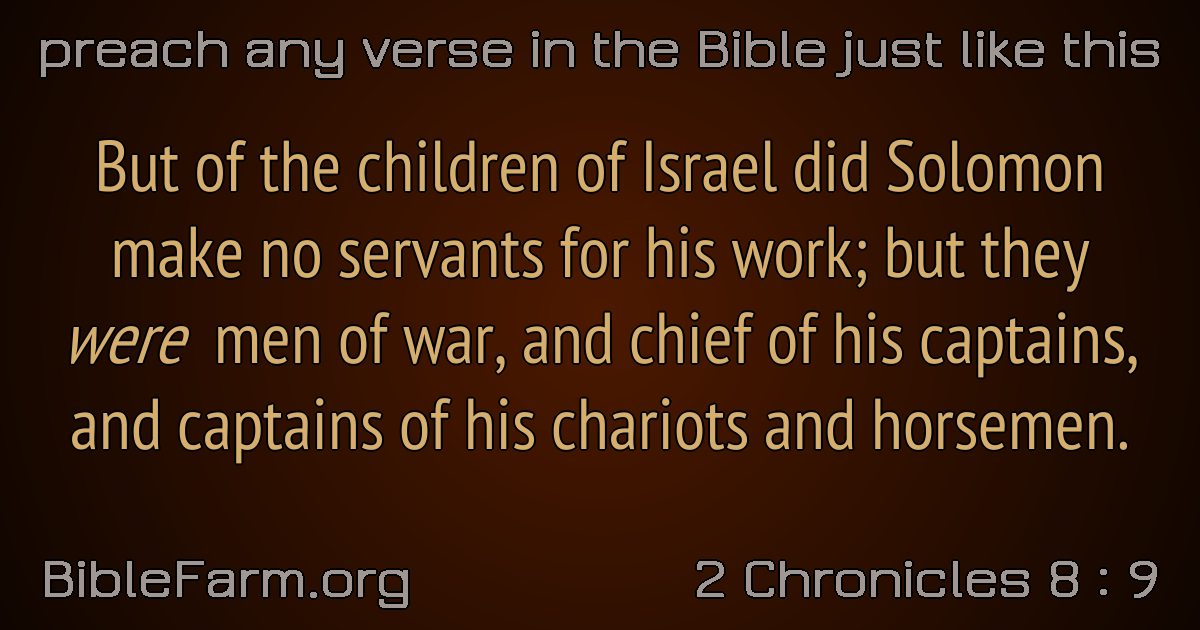 preach any verse in the Bible just like this
But of the children of Israel did Solomon
make no servants for his work; but they
were men of war, and chief of his captains,
and captains of his chariots and horsemen.
BibleFarm.org
2 Chronicles 8 : 9